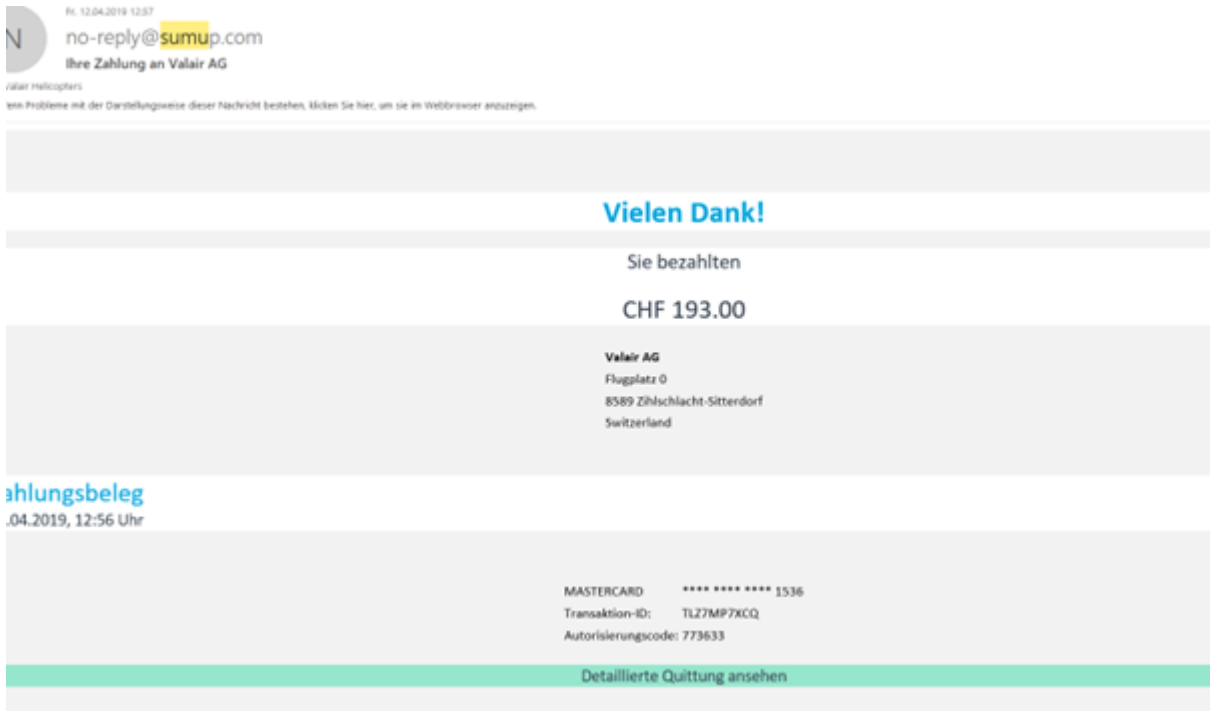 Fr. 12.04.2019 12:57
N
no-reply@sumup.com
Ihre Zahlung an Valair AG
Valair Helicopters
enn Probleme mit der Darstellungsweise dieser Nachricht bestehen, klicken Sie hier, um sie im Webbrowser anzuzeigen.
Vielen Dank!
Sie bezahlten
CHF 193.00
Valair AG
Flugplatz 0
8589 Zihlschlacht-Sitterdorf
Switzerland
ahlungsbeleg
.04.2019, 12:56 Uhr
MASTERCARD **** **** **** 1536
Transaktion-ID: TLZ7MP7XCQ
Autorisierungscode: 773633
Detaillierte Quittung ansehen